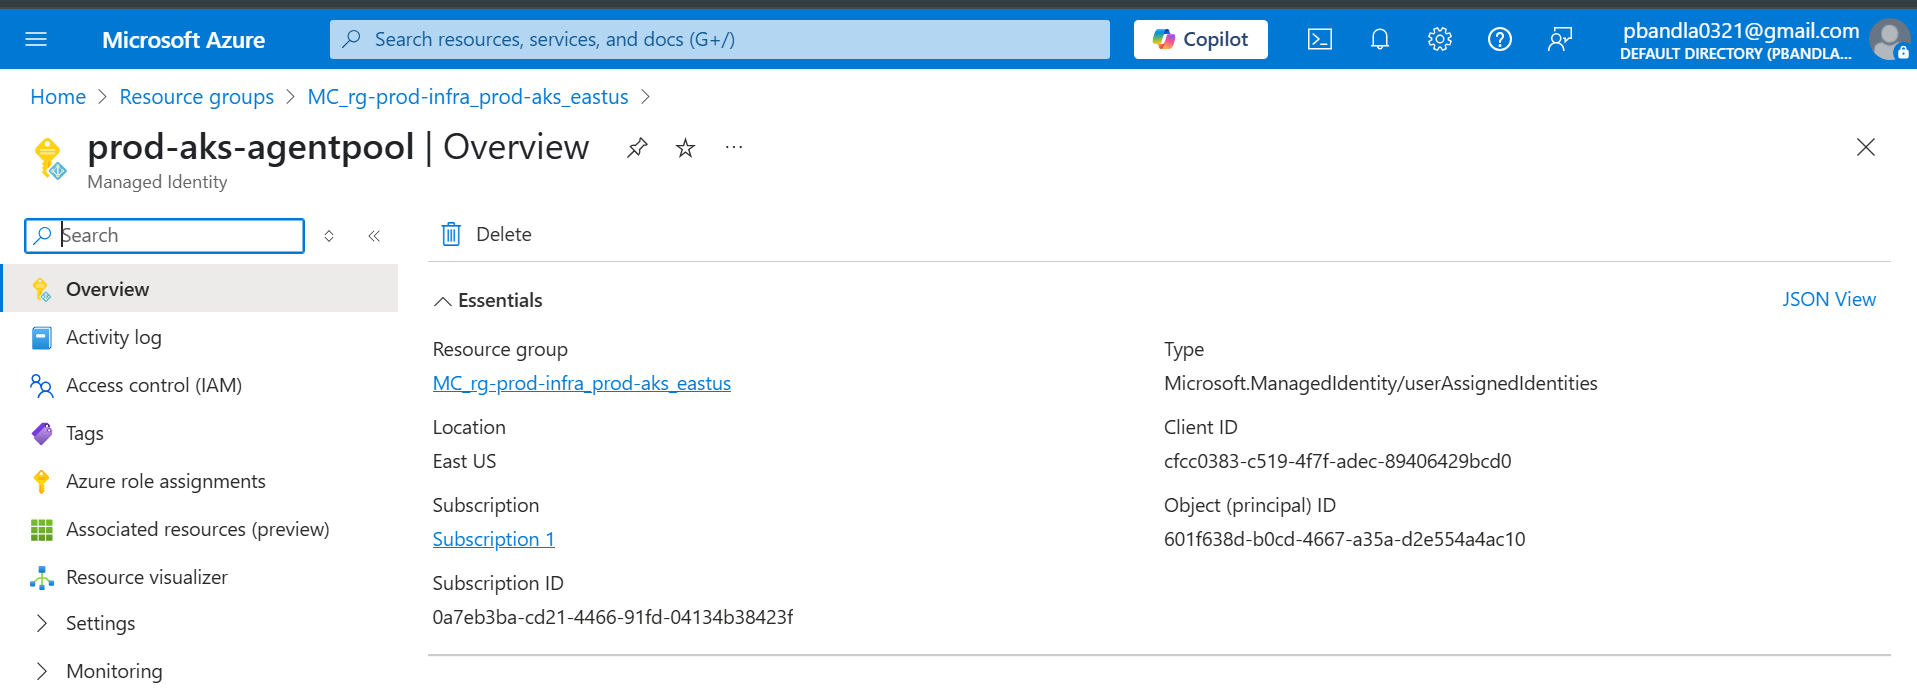 Microsoft Azure
Search resources, services, and docs (G+/)
Copilot
pbandla0321@gmail.com
DEFAULT DIRECTORY (PBANDLA...
Home > Resource groups > MC_rg-prod-infra_prod-aks_eastus >
prod-aks-agentpool | Overview
Managed Identity
Search
Overview
Activity log
Access control (IAM)
Tags
Azure role assignments
Associated resources (preview)
Resource visualizer
Settings
Monitoring
Delete
Essentials
JSON View
Resource group
MC_rg-prod-infra_prod-aks_eastus
Location
East US
Subscription
Subscription 1
Subscription ID
0a7eb3ba-cd21-4466-91fd-04134b38423f
Type
Microsoft.ManagedIdentity/userAssignedIdentities
Client ID
cfcc0383-c519-4f7f-adec-89406429bcd0
Object (principal) ID
601f638d-b0cd-4667-a35a-d2e554a4ac10